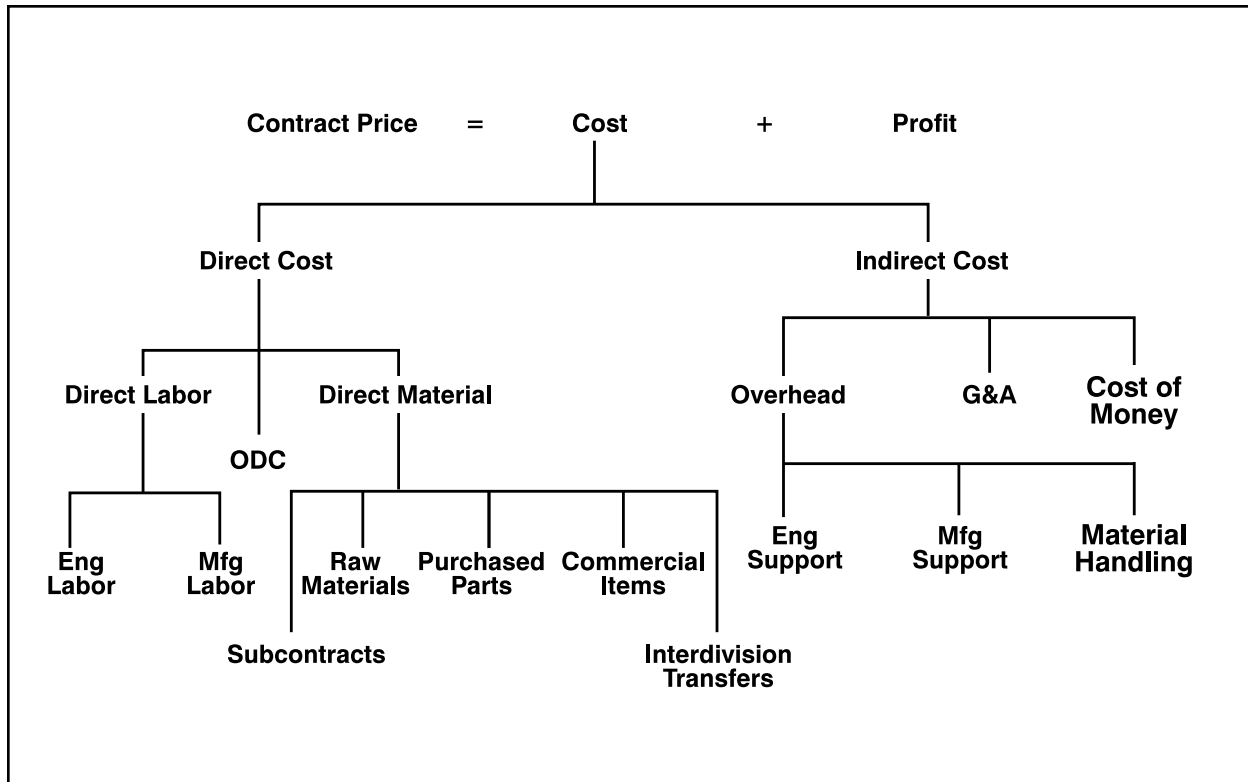 Contract Price = Cost + Profit
Direct Cost
Indirect Cost
Direct Labor
Direct Material
Overhead
G&A
Cost of
Money
ODC
Eng
Labor
Mfg
Labor
Raw
Materials
Purchased
Parts
Commercial
Items
Eng
Support
Mfg
Support
Material
Handling
Subcontracts
Interdivision
Transfers